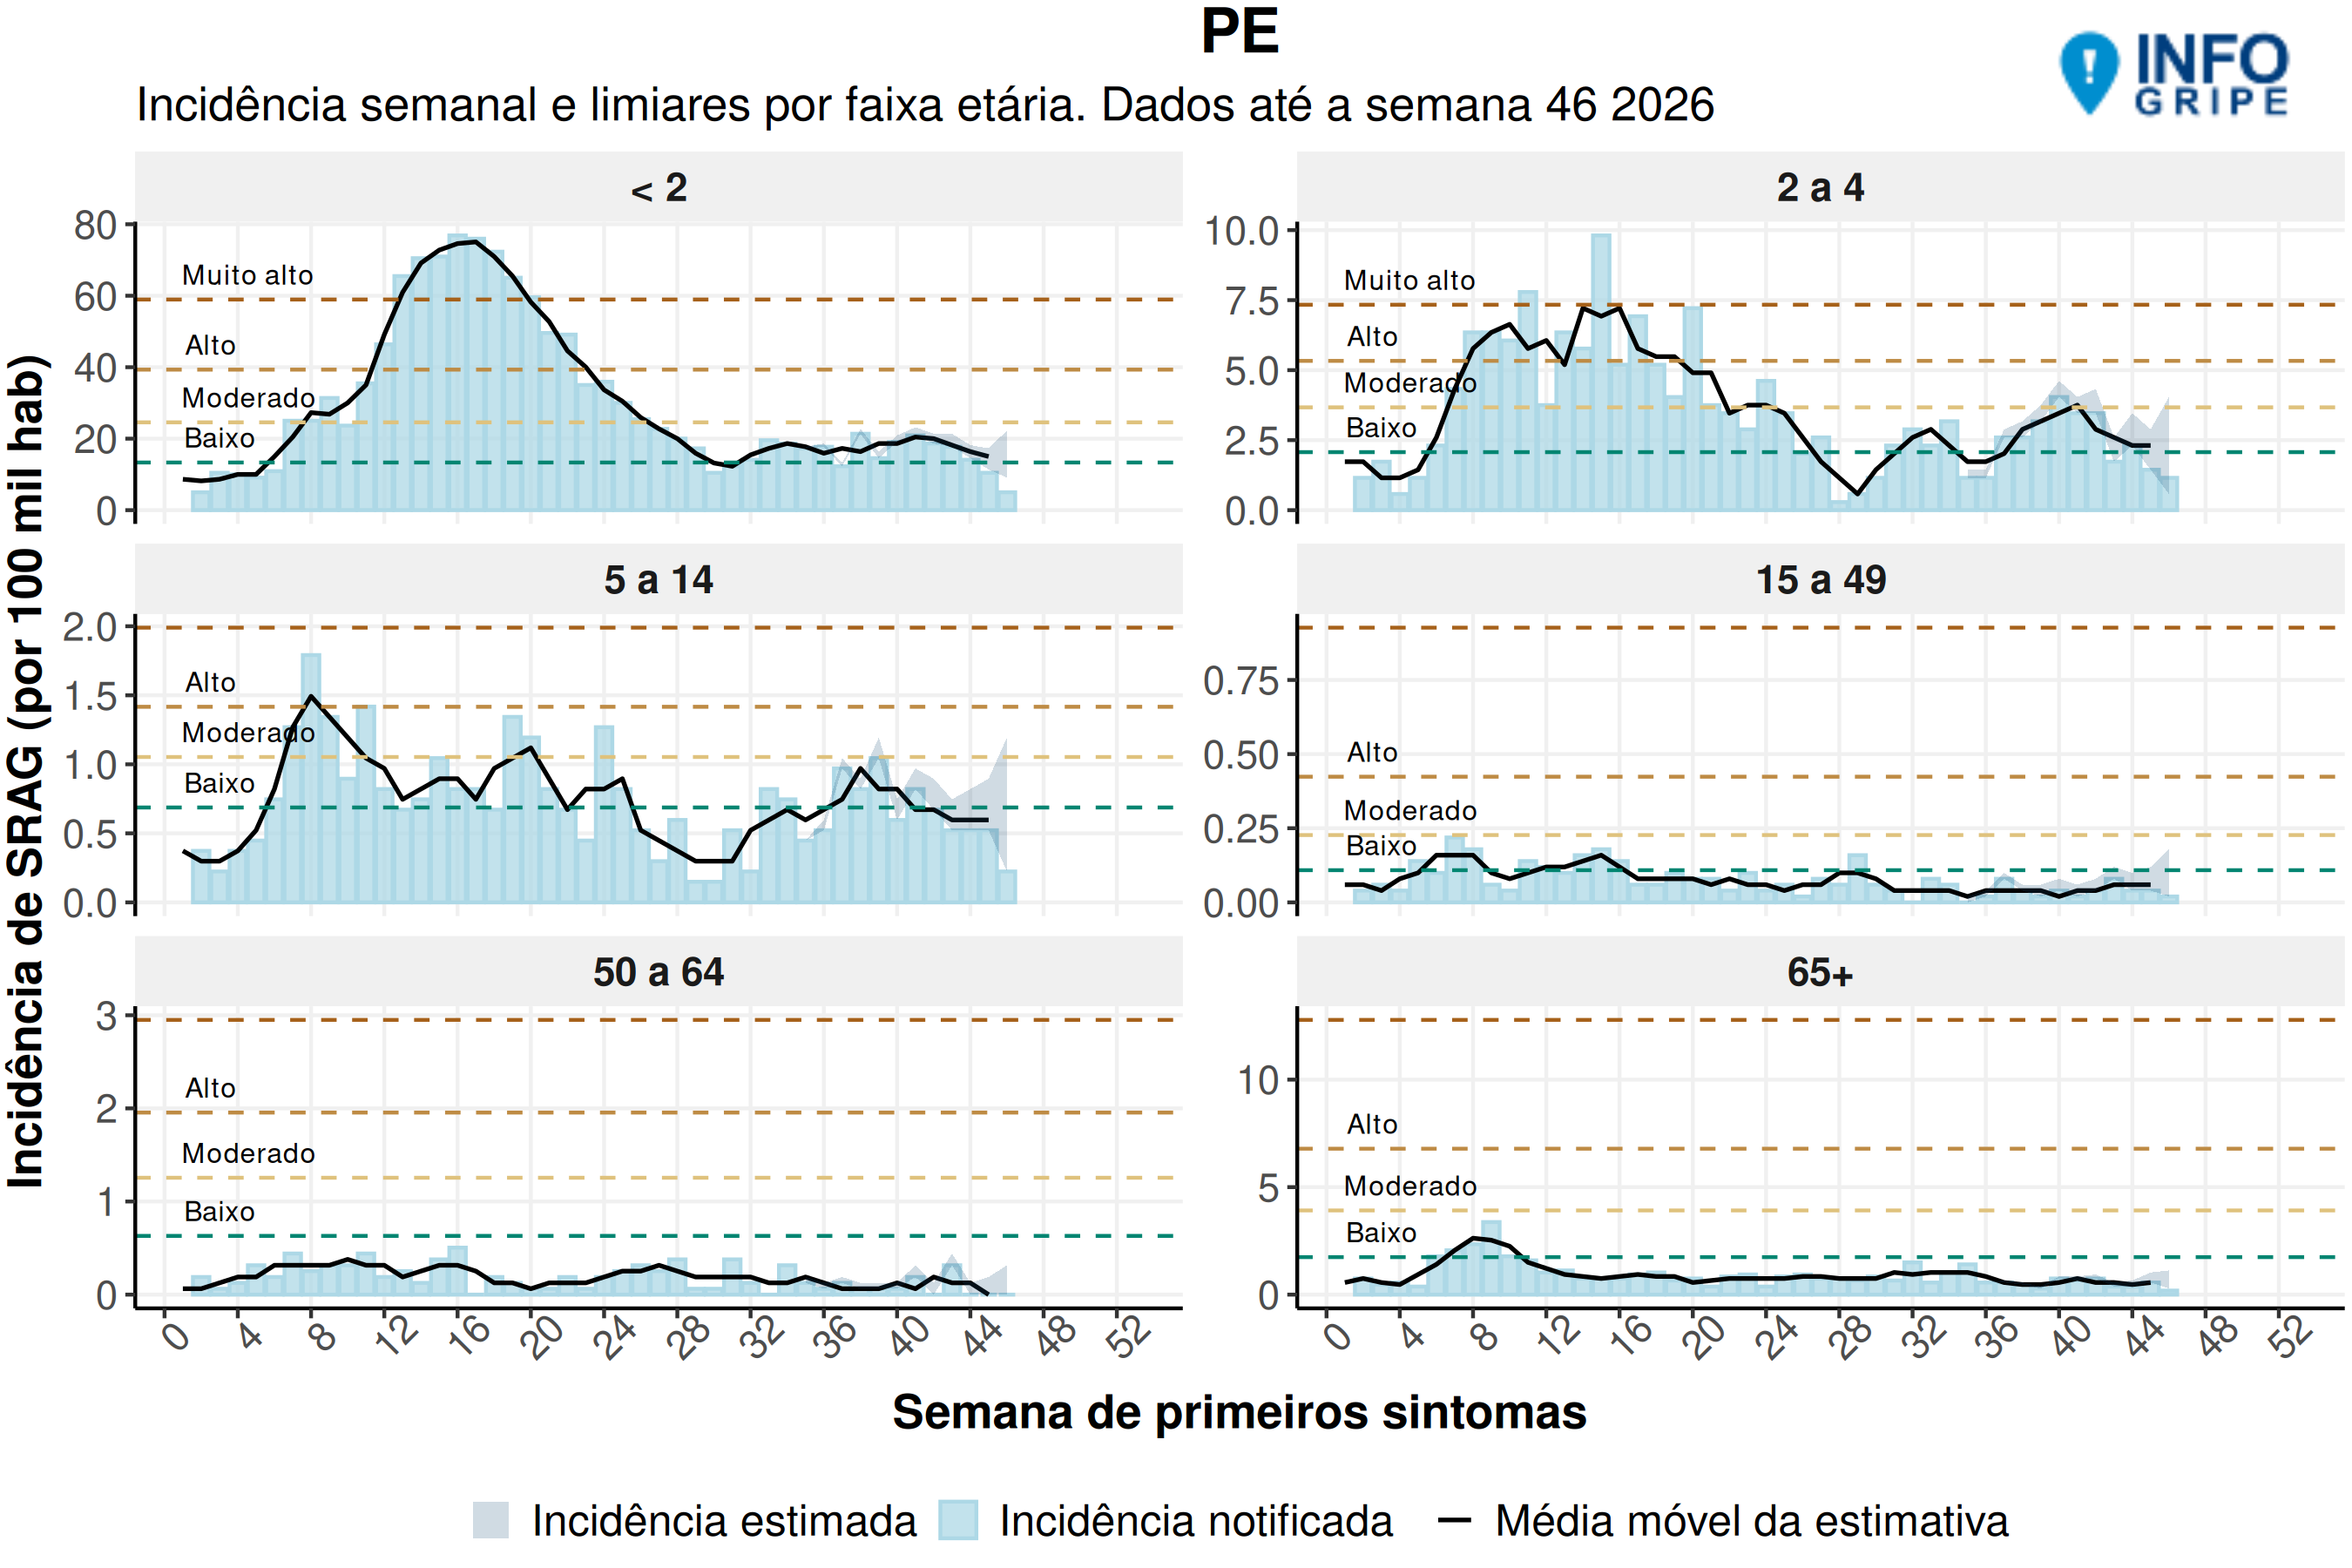 PE
INFO
GRIPE
Incidência semanal e limiares por faixa etária. Dados até a semana 46 2026
Incidência de SRAG (por 100 mil hab)
< 2
80
60
40
20
0
Muito alto
Alto
Moderado
Baixo
2 a 4
10.0
7.5
5.0
2.5
0.0
Muito alto
Alto
Moderado
Baixo
5 a 14
2.0
1.5
1.0
0.5
0.0
Alto
Moderado
Baixo
15 a 49
0.75
0.50
0.25
0.00
Alto
Moderado
Baixo
50 a 64
3
2
1
0
Alto
Moderado
Baixo
65+
10
5
0
Alto
Moderado
Baixo
0 4 8 12 16 20 24 28 32 36 40 44 48 52
0 4 8 12 16 20 24 28 32 36 40 44 48 52
Semana de primeiros sintomas
Incidência estimada Incidência notificada Média móvel da estimativa